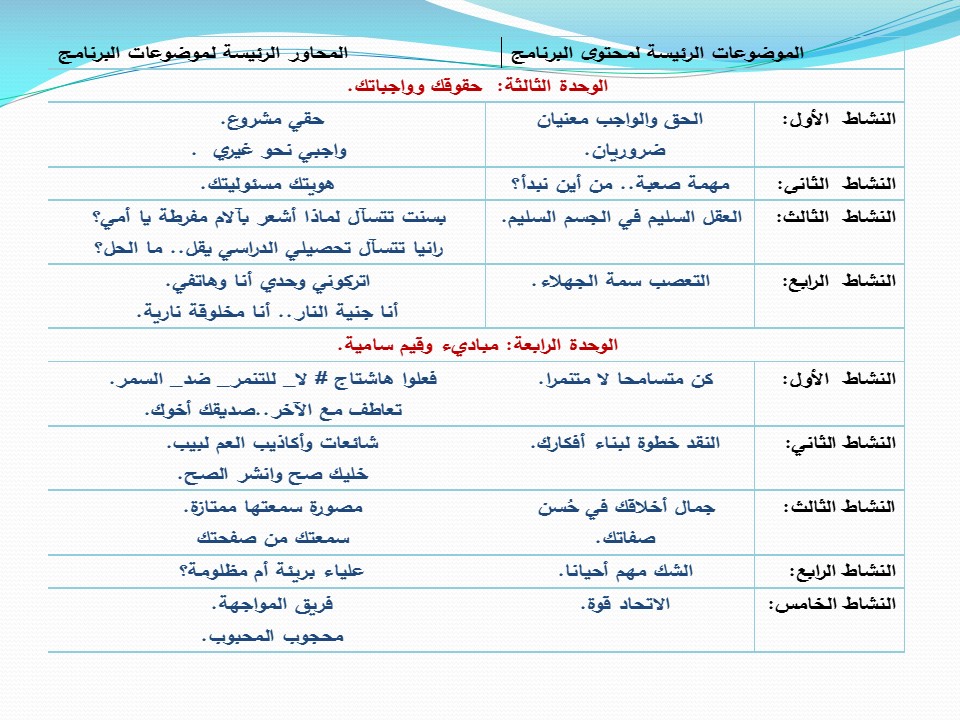 الموضوعات الرئيسة لمحتوى البرنامج | المحاور الرئيسة لموضوعات البرنامج
الوحدة الثالثة: حقوقك وواجباتك.
النشاط الأول: الحق والواجب معنيان حقي مشروع.
ضروريان. واجبي نحو غيري .
النشاط الثانى: مهمة صعبة.. من أين نبدأ؟ هويتك مسئوليتك.
النشاط الثالث: العقل السليم في الجسم السليم. بسنت تتسآل لماذا أشعر بآلام مفرطة يا أمي؟
رانيا تتسآل تحصيلي الدراسي يقل.. ما الحل؟
النشاط الرابع: التعصب سمة الجهلاء. اتركوني وحدي أنا وهاتفي.
أنا جنية النار.. أنا مخلوقة نارية.
الوحدة الرابعة: مباديء وقيم سامية.
النشاط الأول: كن متسامحا لا متنمرا. فعلوا هاشتاج # لا_ للتنمر_ ضد_ السمر.
تعاطف مع الآخر..صديقك أخوك.
النشاط الثاني: النقد خطوة لبناء أفكارك. شائعات وأكاذيب العم لبيب.
خليك صح وانشر الصح.
النشاط الثالث: جمال أخلاقك في حُسن مصورة سمعتها ممتازة.
صفاتك. سمعتك من صفحتك
النشاط الرابع: الشك مهم أحيانا. علياء بريئة أم مظلومة؟
النشاط الخامس: الاتحاد قوة. فريق المواجهة.
محجوب المحبوب.